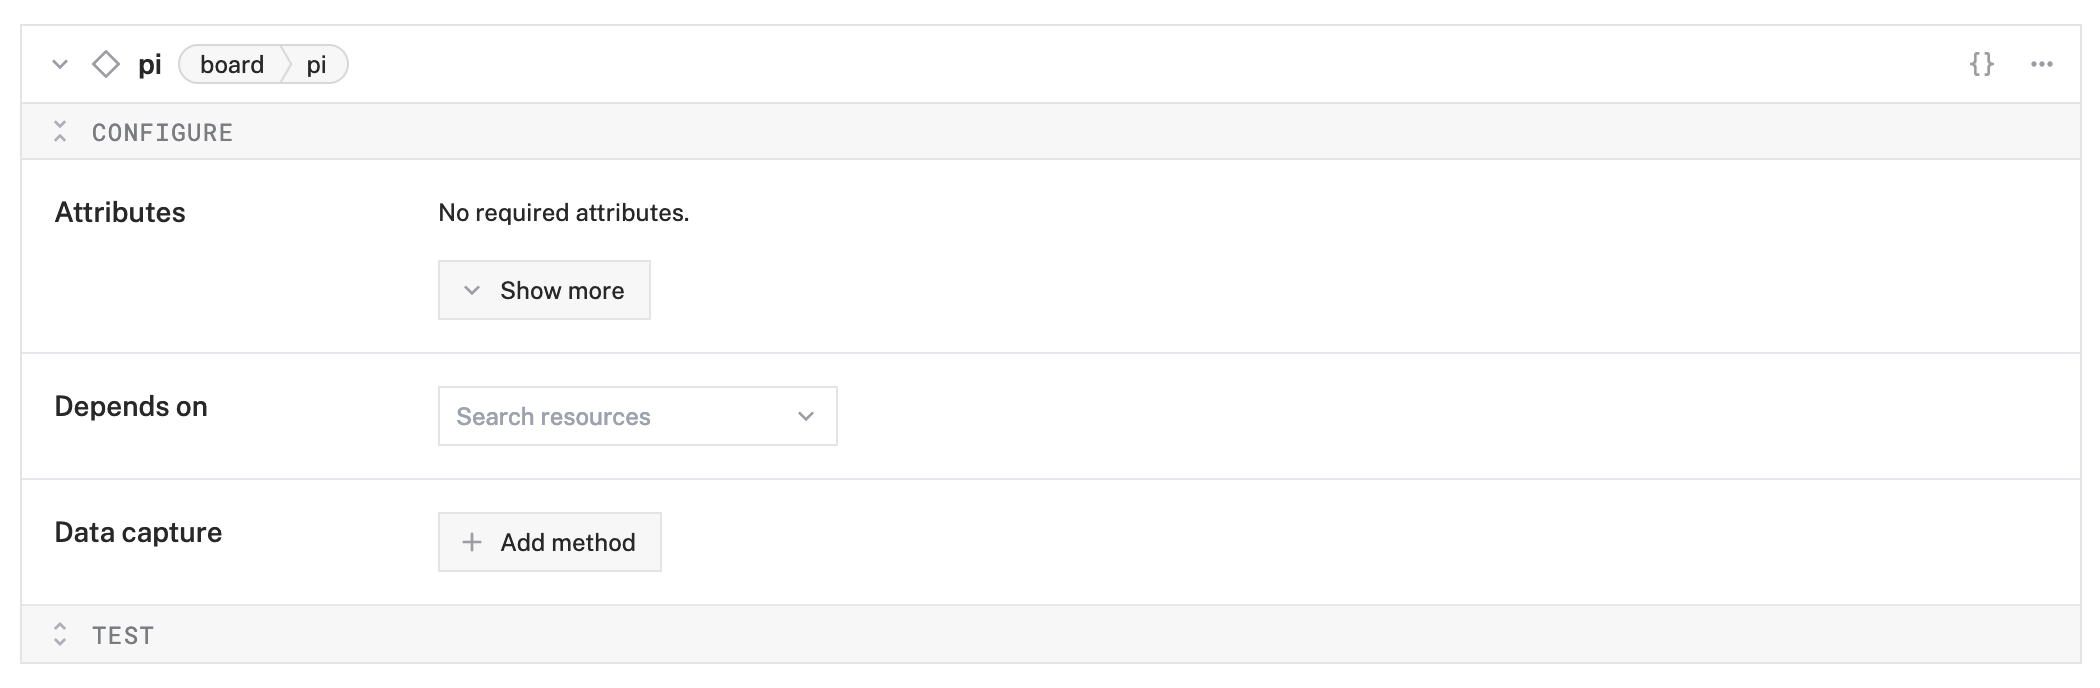 pi board pi {} ...
CONFIGURE
Attributes No required attributes.
Show more
Depends on Search resources
Data capture + Add method
TEST